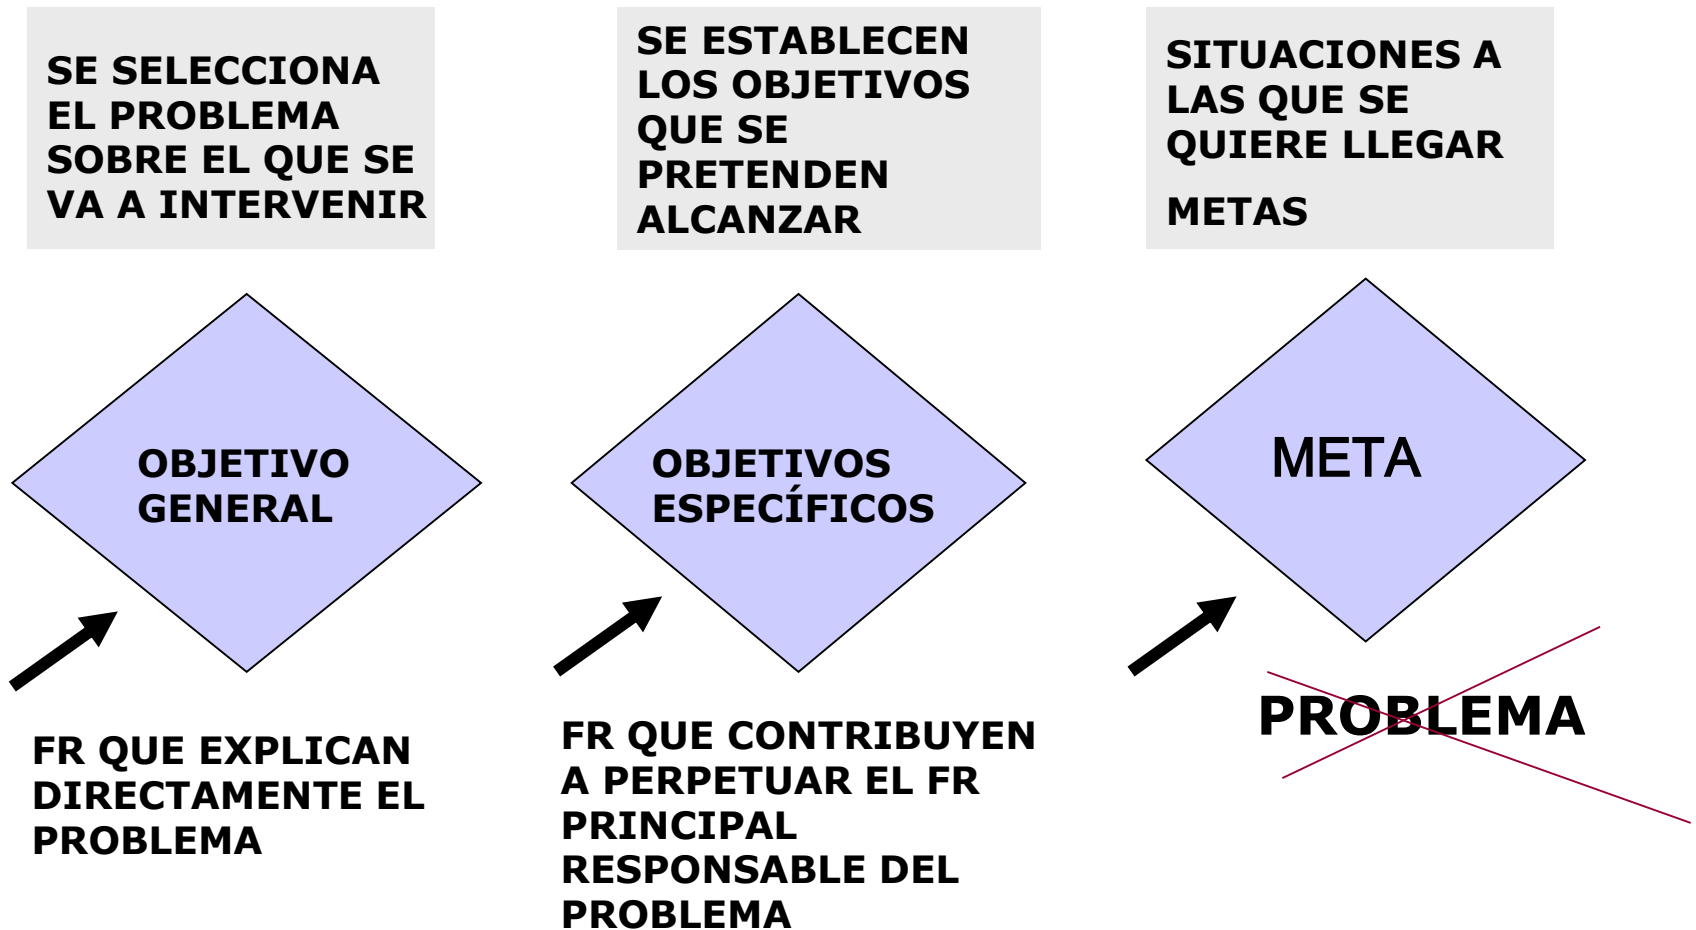 SE SELECCIONA
EL PROBLEMA
SOBRE EL QUE SE
VA A INTERVENIR
SE ESTABLECEN
LOS OBJETIVOS
QUE SE
PRETENDEN
ALCANZAR
SITUACIONES A
LAS QUE SE
QUIERE LLEGAR
METAS
OBJETIVO
GENERAL
OBJETIVOS
ESPECÍFICOS
META
FR QUE EXPLICAN
DIRECTAMENTE EL
PROBLEMA
FR QUE CONTRIBUYEN
A PERPETUAR EL FR
PRINCIPAL
RESPONSABLE DEL
PROBLEMA
PROBLEMA